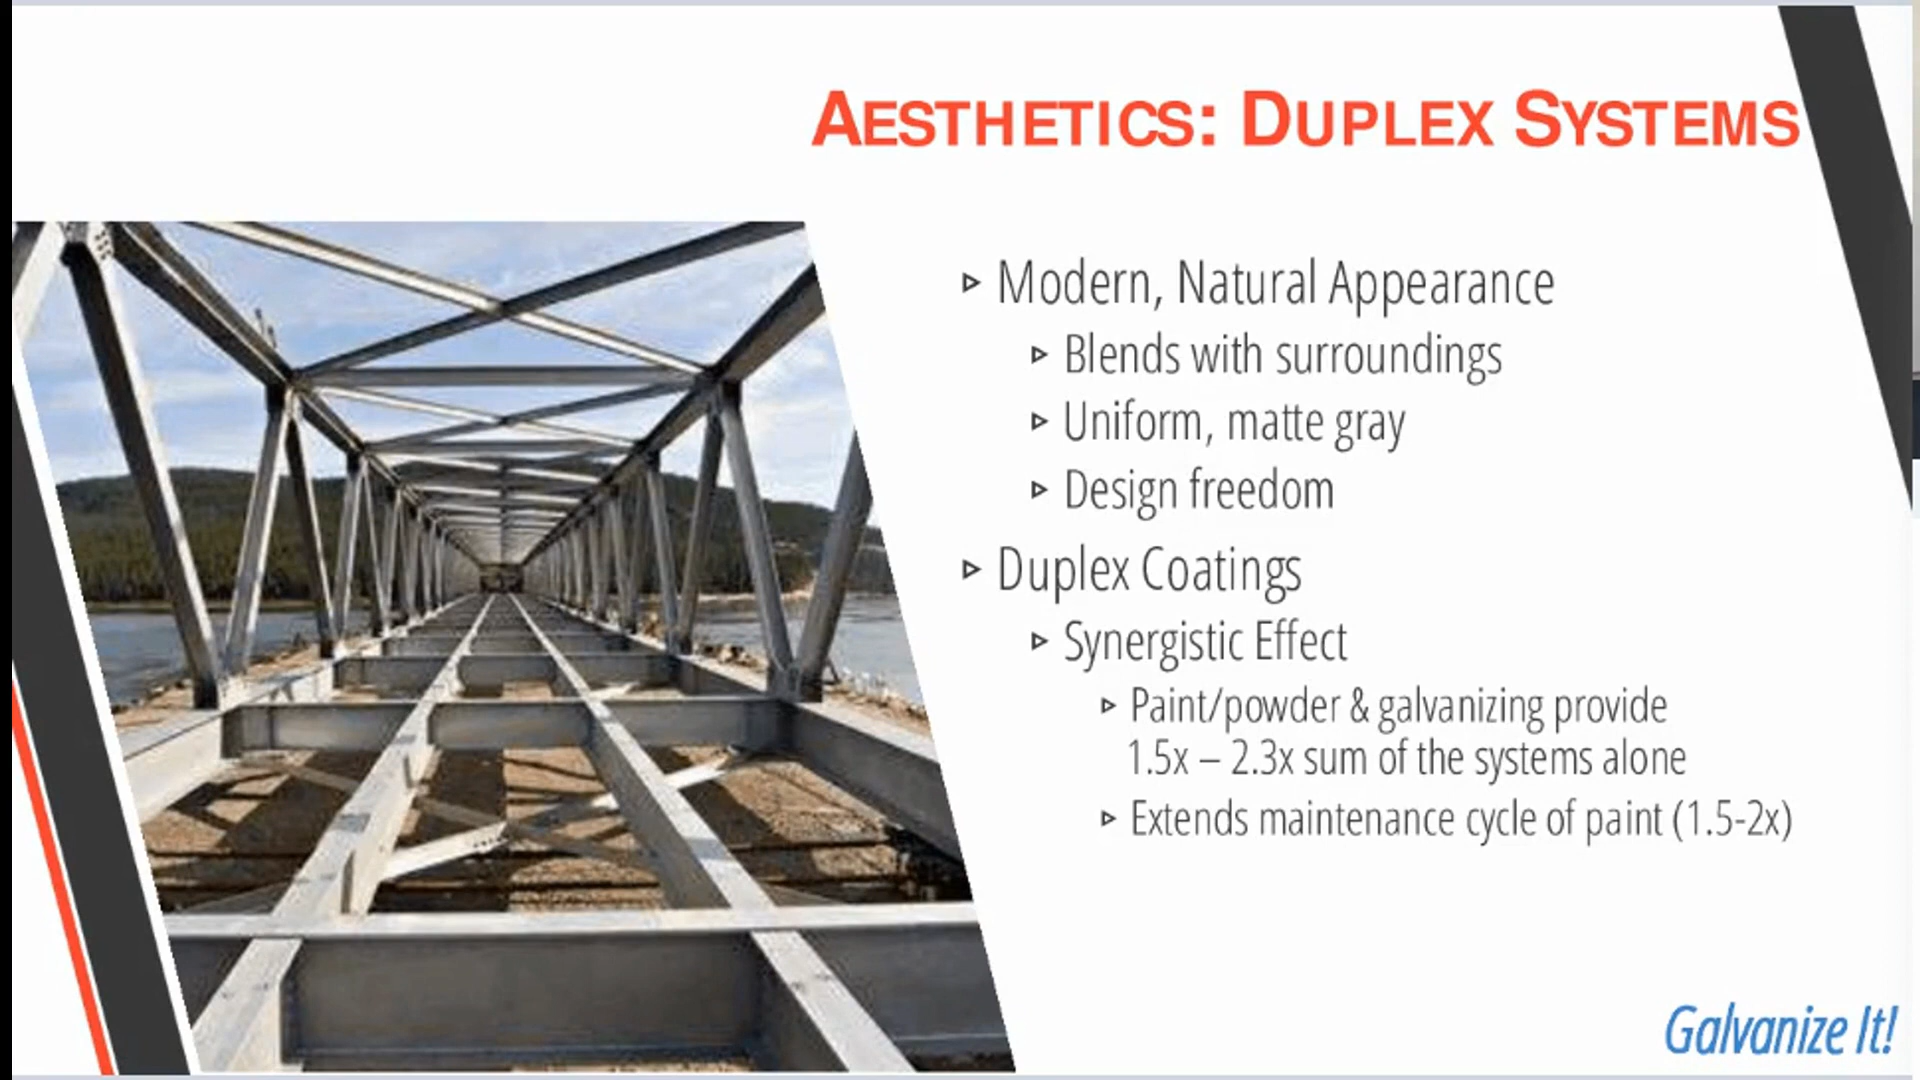 AESTHETICS: DUPLEX SYSTEMS
Modern, Natural Appearance
Blends with surroundings
Uniform, matte gray
Design freedom
Duplex Coatings
Synergistic Effect
Paint/powder & galvanizing provide
1.5x – 2.3x sum of the systems alone
Extends maintenance cycle of paint (1.5-2x)
Galvanize It!